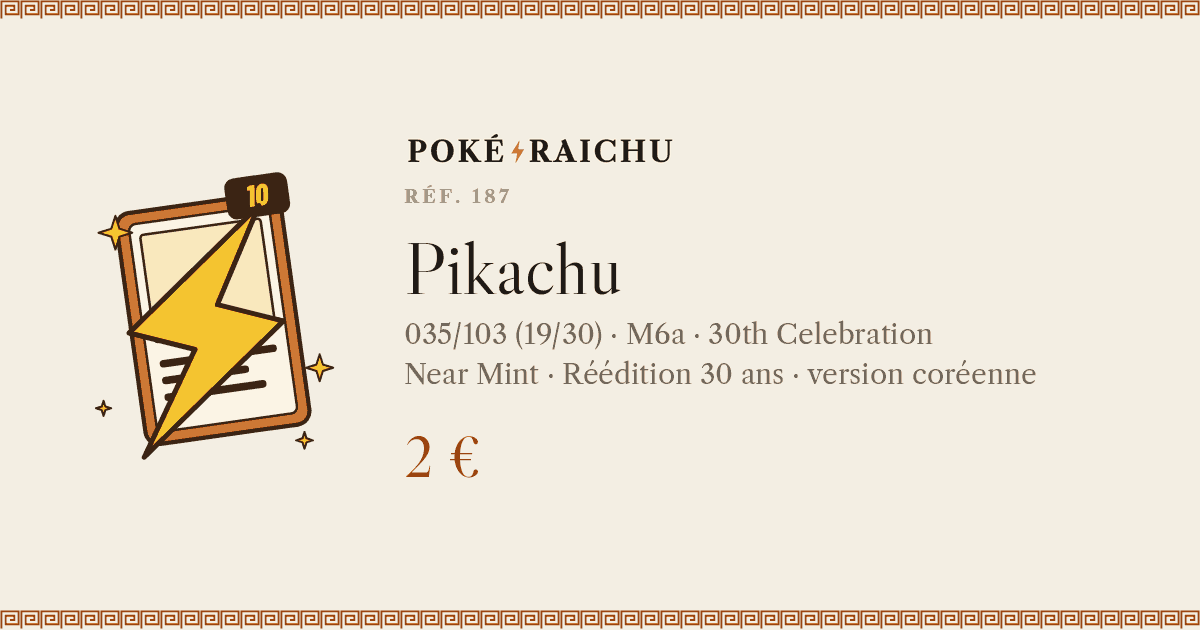 10
POKÉ RAICHU
RÉF. 187
Pikachu
035/103 (19/30) · M6a · 30th Celebration
Near Mint · Réédition 30 ans · version coréenne
2 €